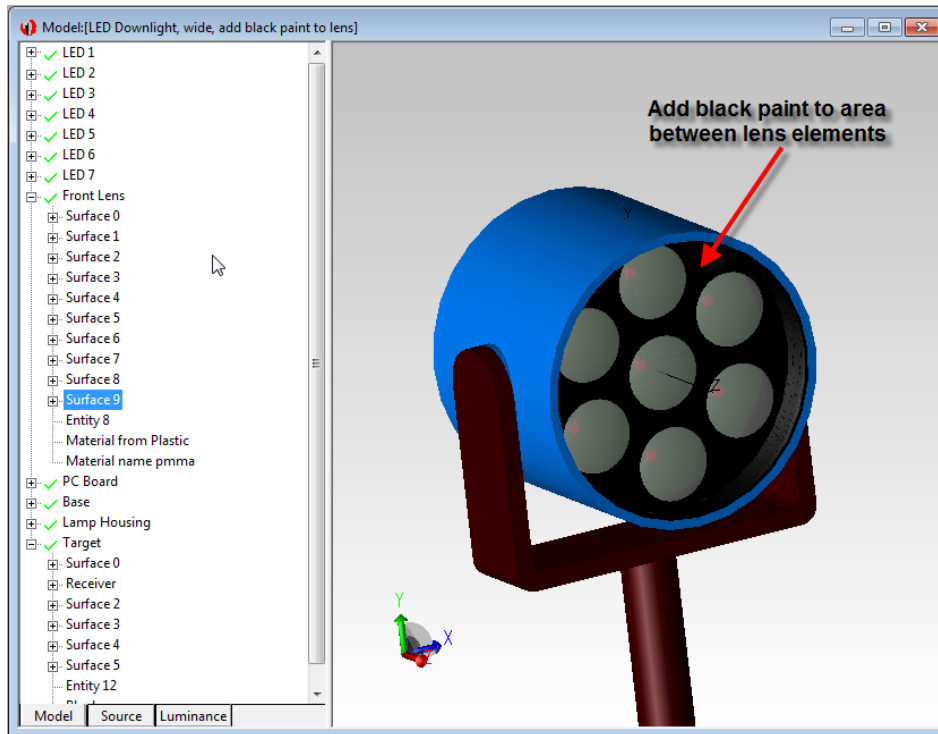 Model:[LED Downlight, wide, add black paint to lens]
LED 1
LED 2
LED 3
LED 4
LED 5
LED 6
LED 7
Front Lens
Surface 0
Surface 1
Surface 2
Surface 3
Surface 4
Surface 5
Surface 6
Surface 7
Surface 8
Surface 9
Entity 8
Material from Plastic
Material name pmma
PC Board
Base
Lamp Housing
Target
Surface 0
Receiver
Surface 2
Surface 3
Surface 4
Surface 5
Entity 12
Model Source Luminance
Add black paint to area
between lens elements
Y
Z
Y
X